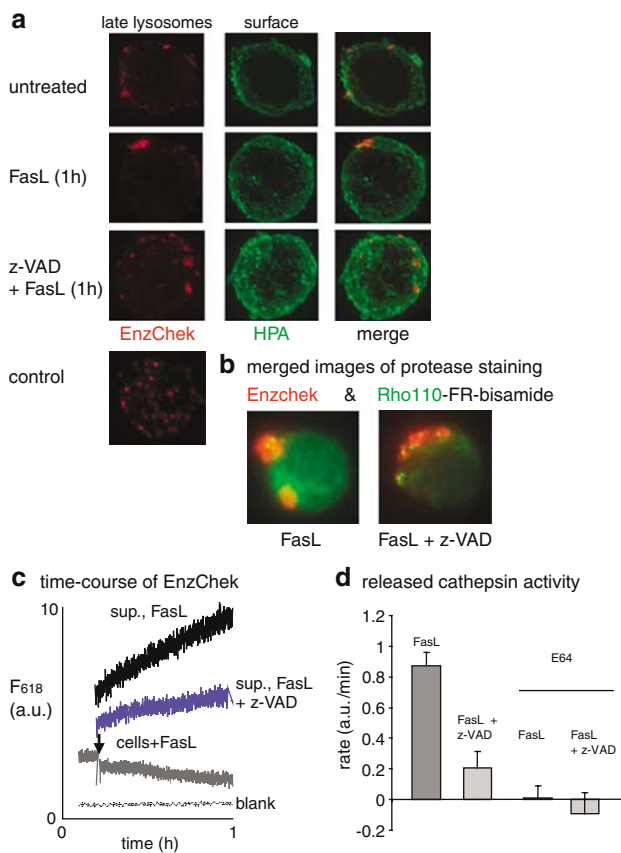 a
late lysosomes surface
untreated
FasL (1h)
z-VAD
+ FasL (1h)
EnzChek HPA merge
control
b merged images of protease staining
Enzchek & Rho110-FR-bisamide
FasL FasL + z-VAD
c time-course of EnzChek
10
sup., FasL
F618
(a.u.)
sup., FasL
+ z-VAD
cells+FasL
blank
0
0 1
time (h)
d released cathepsin activity
1.2
1
0.8
0.6
0.4
0.2
0
-0.2
rate (a.u./min)
FasL
FasL +
z-VAD
E64
FasL
FasL
+ z-VAD